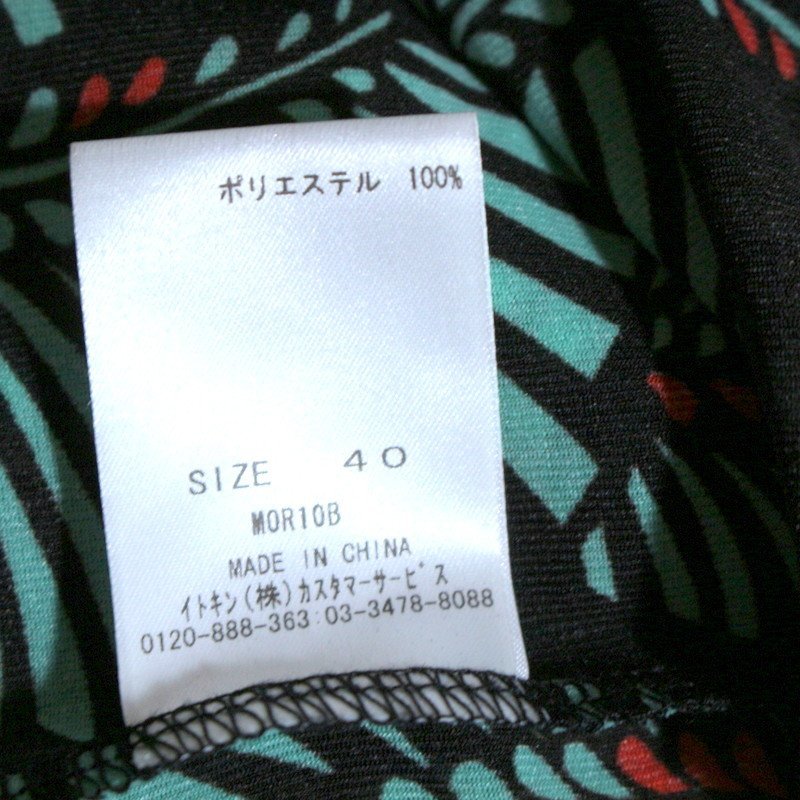 ポリエステル 100%
SIZE 40
MOR10B
MADE IN CHINA
イトキン(株)カスタマーサービス
0120-888-363:03-3478-8088